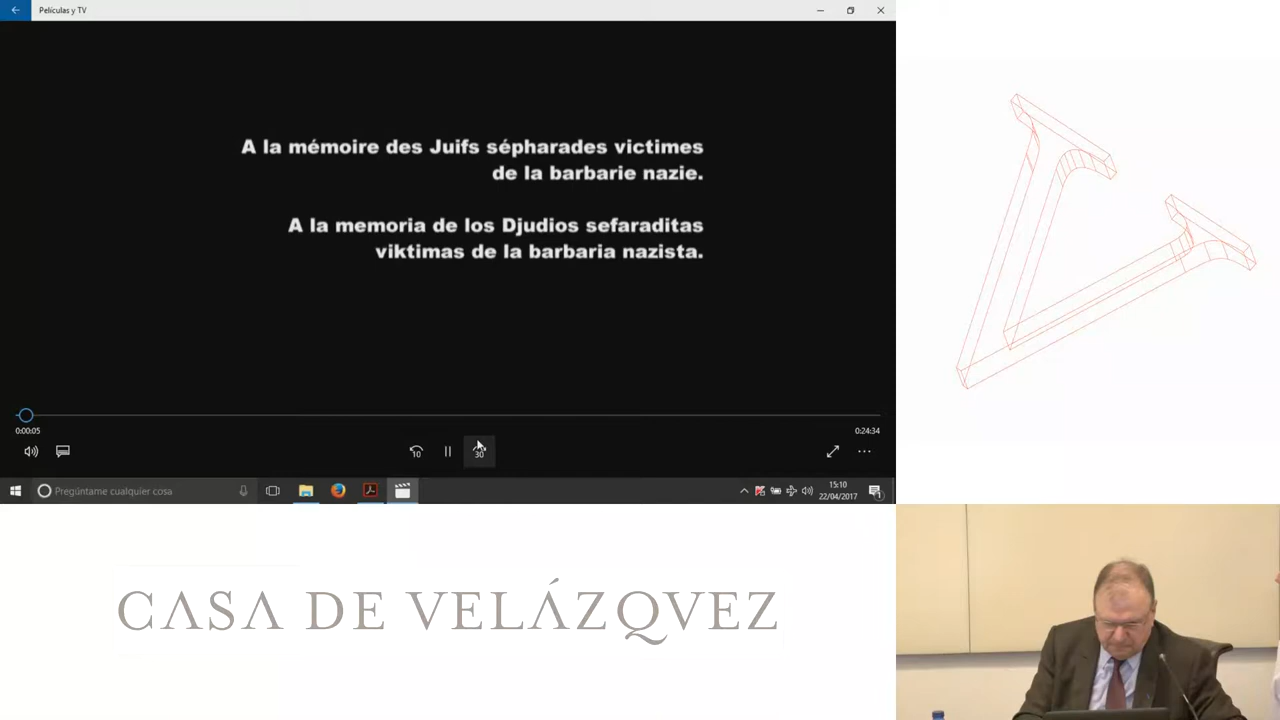 Películas y TV
A la mémoire des Juifs sépharades victimes
de la barbarie nazie.
A la memoria de los Djudios sefaraditas
viktimas de la barbaria nazista.
0:00:05
0:24:34
10
30
Pregúntame cualquier cosa
15:10
22/04/2017
1
CASA DE VELÁZQVEZ